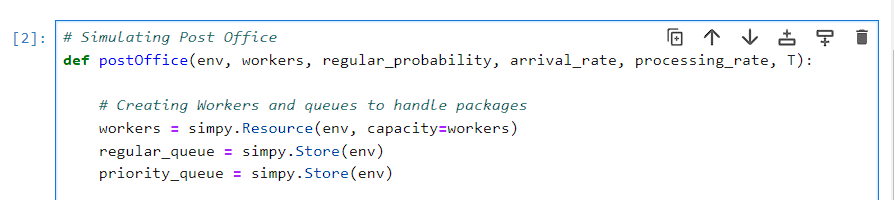 [2]:
# Simulating Post Office
def postOffice(env, workers, regular_probability, arrival_rate, processing_rate, T):
# Creating Workers and queues to handle packages
workers = simpy.Resource(env, capacity=workers)
regular_queue = simpy.Store(env)
priority_queue = simpy.Store(env)